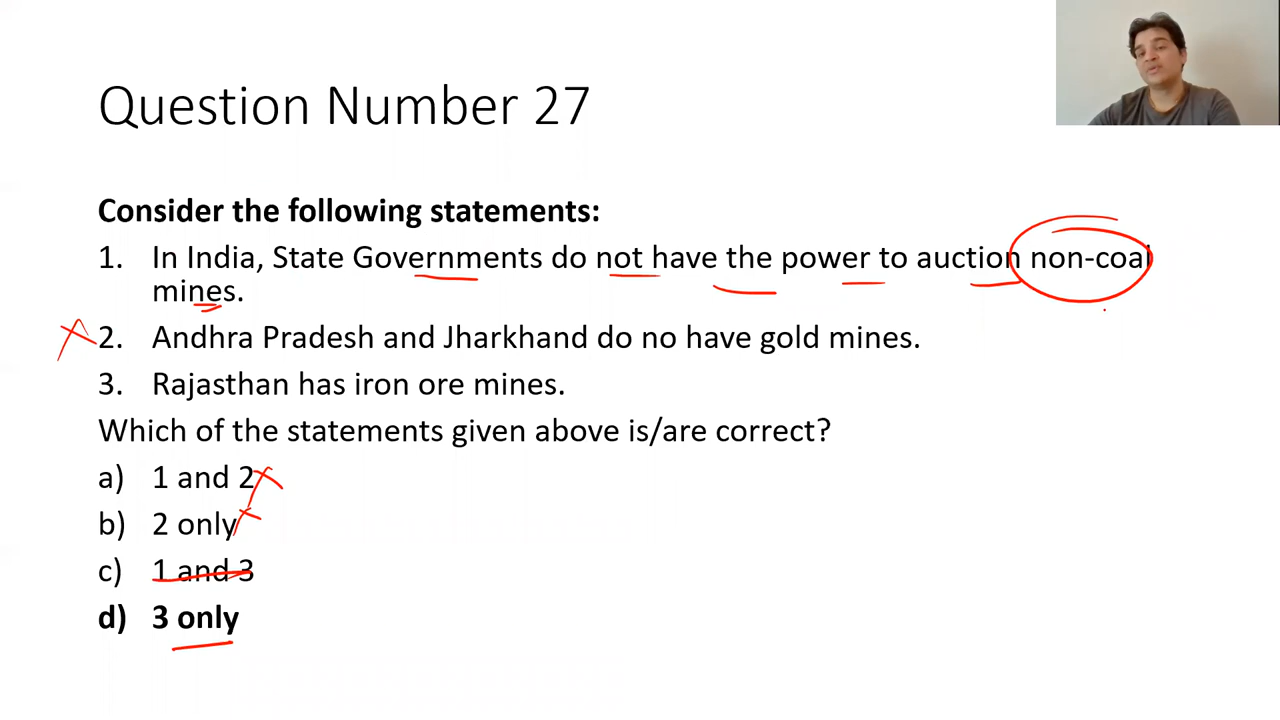 Question Number 27
Consider the following statements:
1. In India, State Governments do not have the power to auction non-coal
mines.
2. Andhra Pradesh and Jharkhand do no have gold mines.
3. Rajasthan has iron ore mines.
Which of the statements given above is/are correct?
a) 1 and 2
b) 2 only
c) 1 and 3
d) 3 only